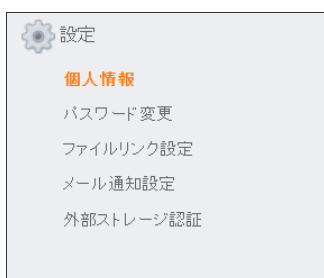 設定
個人情報
パスワード変更
ファイルリンク設定
メール通知設定
外部ストレージ認証